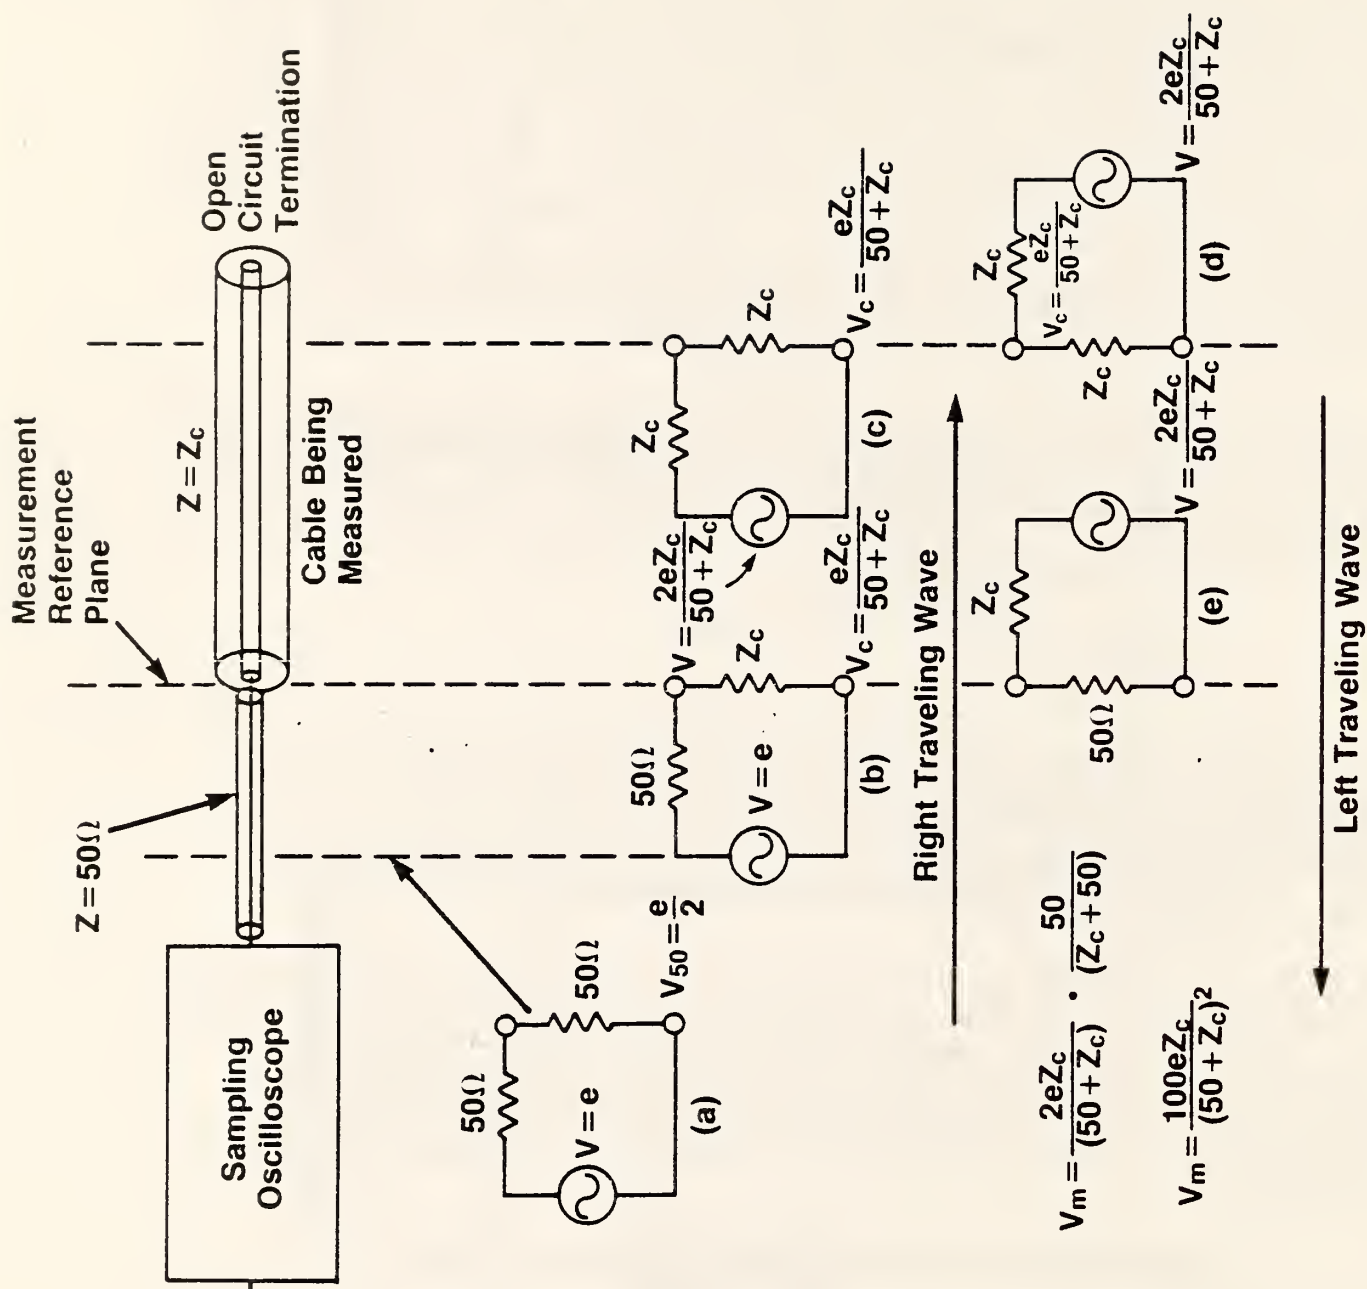 Measurement
Reference
Plane
Z = 50Ω
Z = Zc
Open
Circuit
Termination
Sampling
Oscilloscope
Cable Being
Measured
50Ω
V = e
50Ω
V50 = e/2
(a)
50Ω
V = e
Zc
Vc = eZc/50 + Zc
(b)
V = 2eZc/50 + Zc
Zc
Zc
Vc = eZc/50 + Zc
(c)
Right Traveling Wave
Zc
Vc = eZc/50 + Zc
Zc
V = 2eZc/50 + Zc
(d)
Zc
50Ω
V = 2eZc/50 + Zc
(e)
Vm = 2eZc/(50 + Zc) · 50/(Zc + 50)
Vm = 100eZc/(50 + Zc)²
Left Traveling Wave